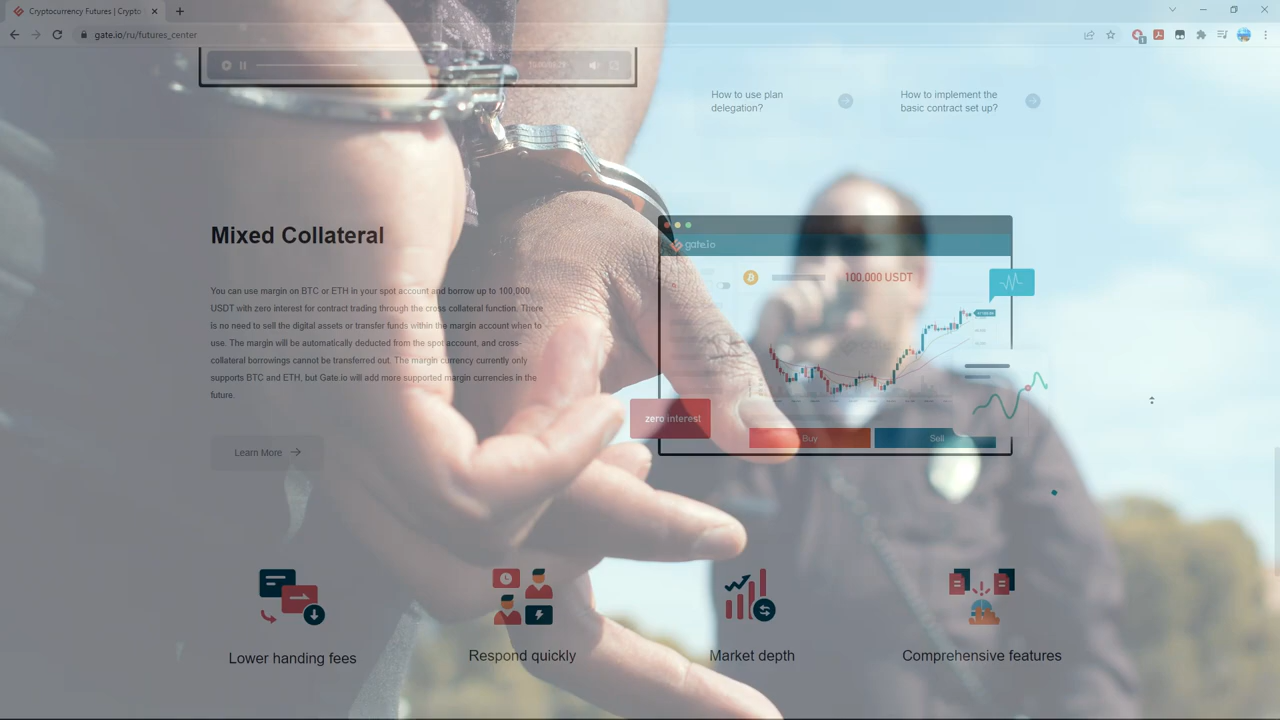 Cryptocurrency Futures | Crypto
gate.io/ru/futures_center
1
How to use plan
delegation?
How to implement the
basic contract set up?
Mixed Collateral
You can use margin on BTC or ETH in your spot account and borrow up to 100,000
USDT with zero interest for contract trading through the cross collateral function. There
is no need to sell the digital assets or transfer funds within the margin account when to
use. The margin will be automatically deducted from the spot account, and cross-
collateral borrowings cannot be transferred out. The margin currency currently only
supports BTC and ETH, but Gate.io will add more supported margin currencies in the
future.
Learn More
gate.io
100,000 USDT
zero interest
Buy
Sell
Lower handing fees
Respond quickly
Market depth
Comprehensive features